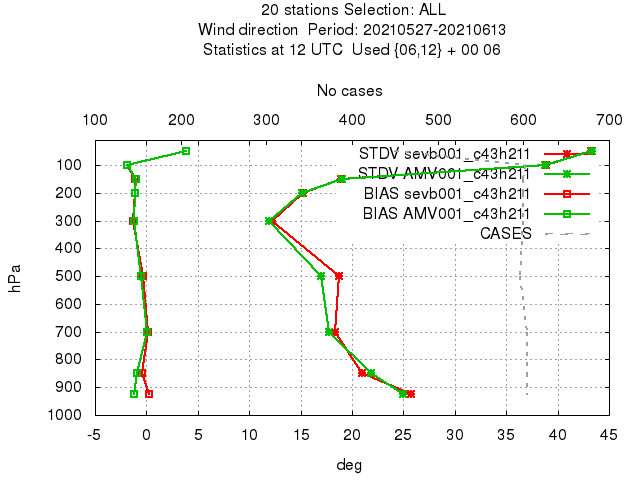 20 stations Selection: ALL
Wind direction  Period: 20210527-20210613
Statistics at 12 UTC  Used {06,12} + 00 06
No cases
100 200 300 400 500 600 700
STDV sevb001_c43h211
STDV AMV001_c43h211
BIAS sevb001_c43h211
BIAS AMV001_c43h211
CASES
hPa
100
200
300
400
500
600
700
800
900
1000
-5 0 5 10 15 20 25 30 35 40 45
deg